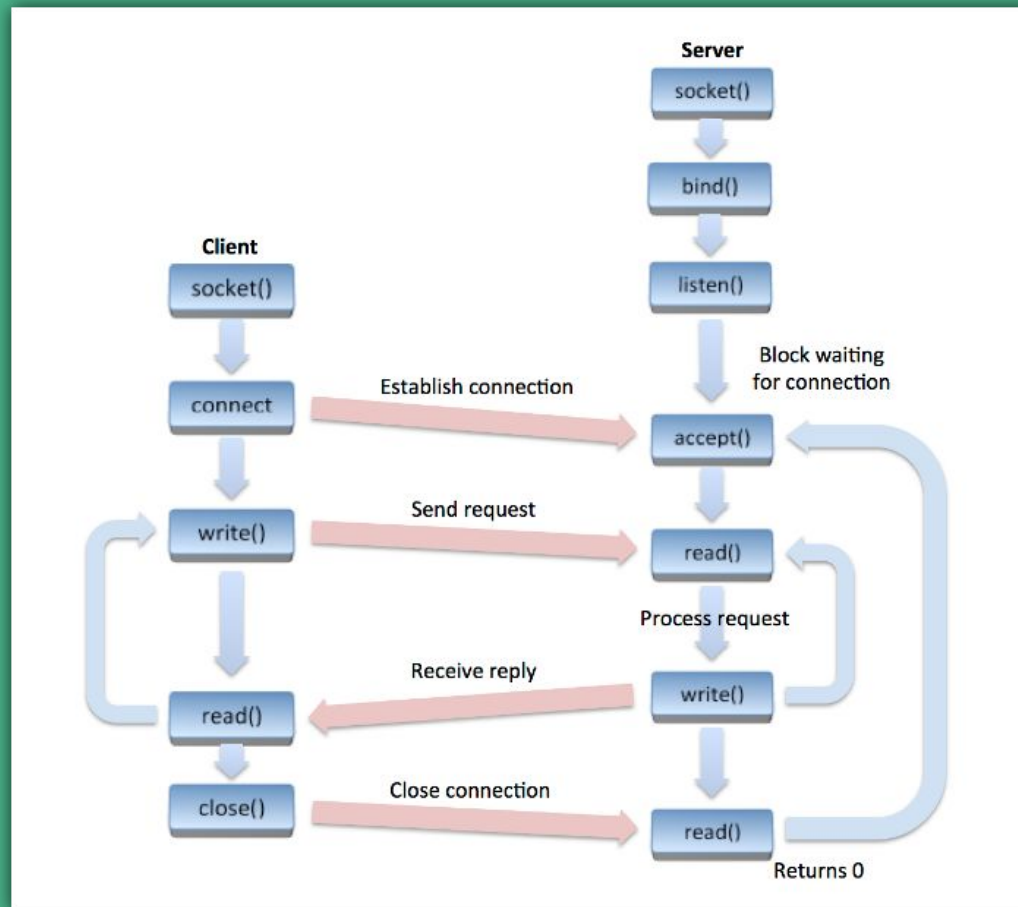 Server
socket()
bind()
Client
listen()
socket()
Block waiting
for connection
Establish connection
connect
accept()
Send request
write()
read()
Process request
Receive reply
write()
read()
Close connection
close()
read()
Returns 0